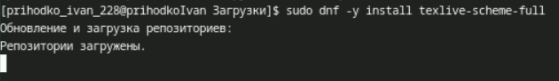 [prihodko_ivan_228@prihodkoIvan Загрузки]$ sudo dnf -y install texlive-scheme-full
Обновление и загрузка репозиториев:
Репозитории загружены.